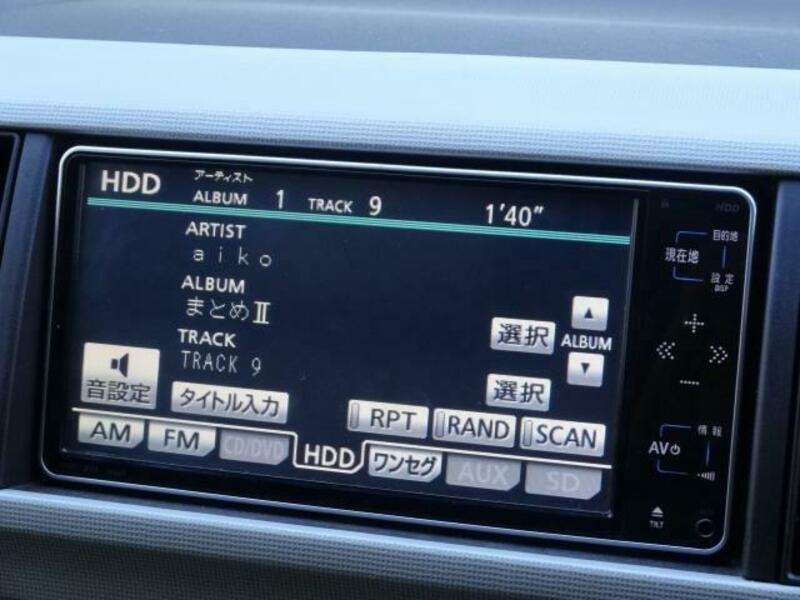 HDD アーティスト
ALBUM 1 TRACK 9 1'40"
ARTIST
aiko
ALBUM
まとめⅡ
TRACK
TRACK 9
選択 ALBUM
選択
音設定 タイトル入力
RPT RAND SCAN
AM FM CD/DVD HDD ワンセグ AUX SD
HDD
目的地
現在地
設定
DISP
情報
AV
TILT